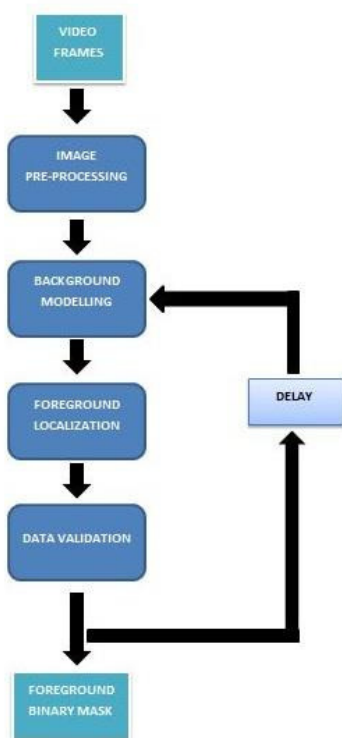 VIDEO
FRAMES
IMAGE
PRE-PROCESSING
BACKGROUND
MODELLING
FOREGROUND
LOCALIZATION
DELAY
DATA VALIDATION
FOREGROUND
BINARY MASK